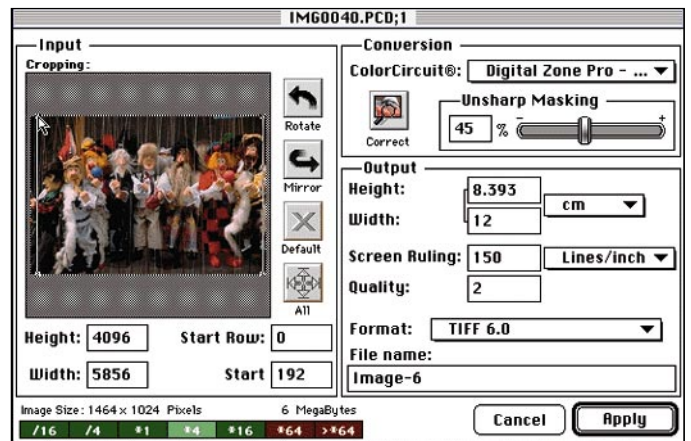 IMG0040.PCD;1
Input
Cropping:
Rotate
Mirror
Default
All
Height: 4096 Start Row: 0
Width: 5856 Start 192
Image Size: 1464 x 1024 Pixels 6 MegaBytes
/16 /4 *1 *4 *16 *64 >*64
Conversion
ColorCircuit®: Digital Zone Pro - ...
Correct
Unsharp Masking
45 % - +
Output
Height: 8.393
cm
Width: 12
Screen Ruling: 150 Lines/inch
Quality: 2
Format: TIFF 6.0
File name:
Image-6
Cancel Apply